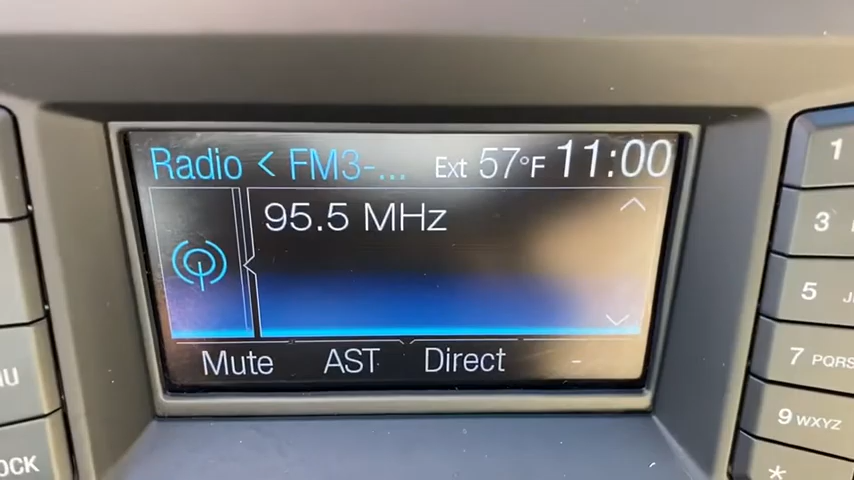 Radio < FM3-... Ext 57°F 11:00
95.5 MHz
Mute AST Direct -
1
3
5
7 PQRS
9 WXYZ
*